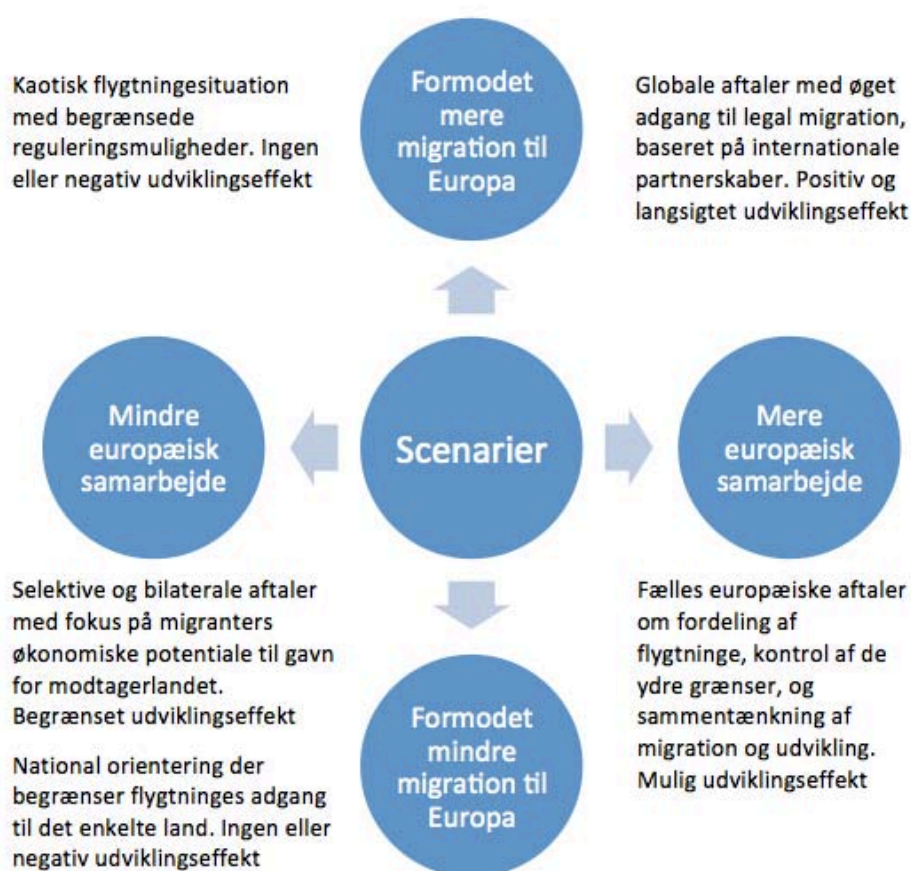 Kaotisk flygtningesituation
med begrænsede
reguleringsmuligheder. Ingen
eller negativ udviklingseffekt
Formodet
mere
migration til
Europa
Globale aftaler med øget
adgang til legal migration,
baseret på internationale
partnerskaber. Positiv og
langsigtet udviklingseffekt
Mindre
europæisk
samarbejde
Scenarier
Mere
europæisk
samarbejde
Selektive og bilaterale aftaler
med fokus på migranters
økonomiske potentiale til gavn
for modtagerlandet.
Begrænset udviklingseffekt
National orientering der
begrænser flygtninges adgang
til det enkelte land. Ingen eller
negativ udviklingseffekt
Formodet
mindre
migration til
Europa
Fælles europæiske aftaler
om fordeling af
flygtninge, kontrol af de
ydre grænser, og
sammentænkning af
migration og udvikling.
Mulig udviklingseffekt